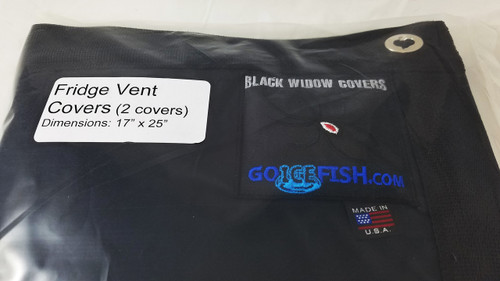 Fridge Vent
Covers (2 covers)
Dimensions: 17" x 25"
BLACK WIDOW COVERS
GOICEFISH.COM
MADE IN
U.S.A.